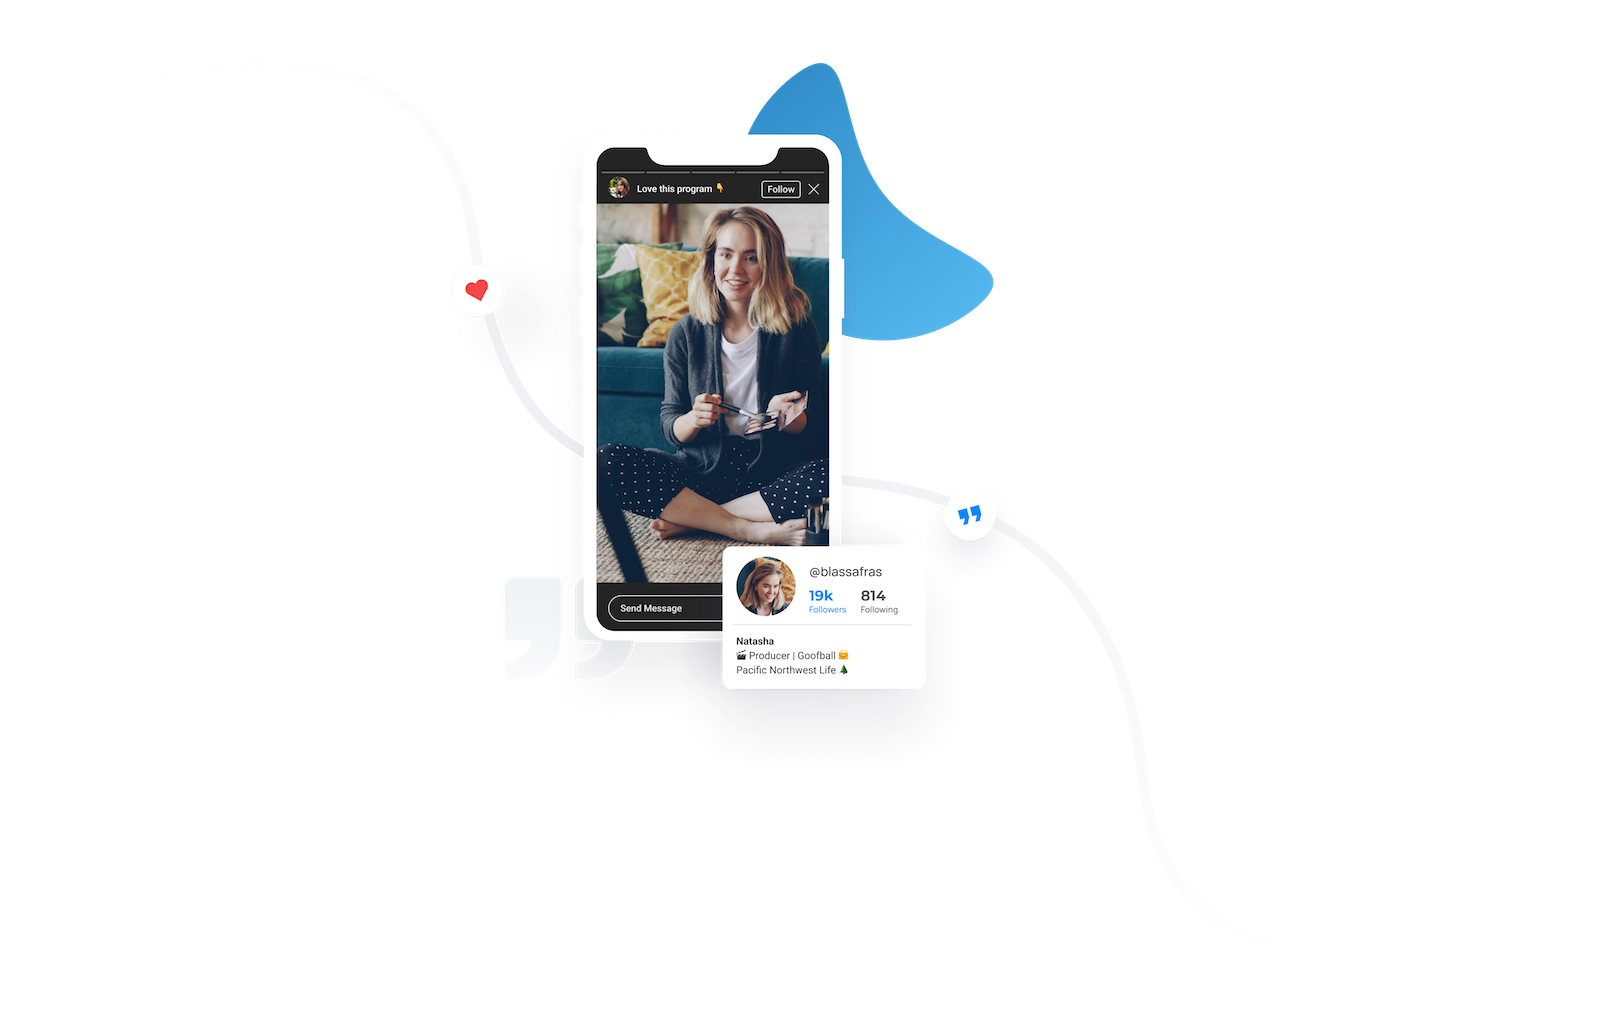 Love this program 👇
Follow
Send Message
@blassafras
19k
814
Followers
Following
Natasha
🎬 Producer | Goofball 🤗
Pacific Northwest Life 🌲